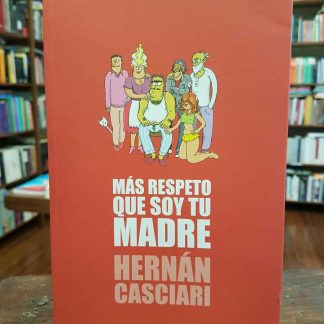 MÁS RESPETO
QUE SOY TU
MADRE
HERNÁN
CASCIARI